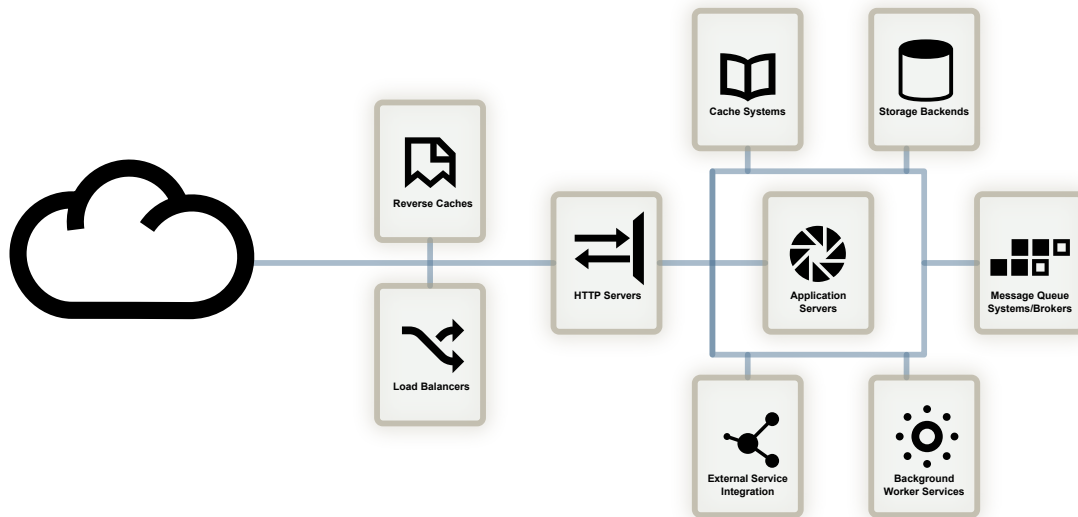 Cache Systems
Storage Backends
Reverse Caches
HTTP Servers
Application
Servers
Message Queue
Systems/Brokers
Load Balancers
External Service
Integration
Background
Worker Services